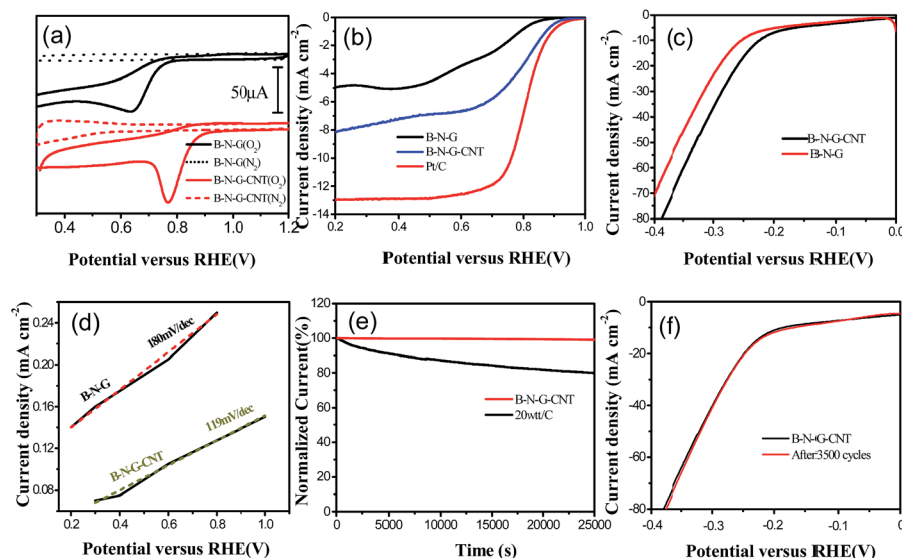 (a)
50μA
B-N-G(O2)
B-N-G(N2)
B-N-G-CNT(O2)
B-N-G-CNT(N2)
0.4 0.6 0.8 1.0 1.2
Potential versus RHE(V)
(b)
Current density (mA cm-2)
0
-2
-4
-6
-8
-10
-12
-14
B-N-G
B-N-G-CNT
Pt/C
0.2 0.4 0.6 0.8 1.0
Potential versus RHE(V)
(c)
Current density (mA cm-2)
0
-10
-20
-30
-40
-50
-60
-70
-80
B-N-G-CNT
B-N-G
-0.4 -0.3 -0.2 -0.1 0
Potential versus RHE(V)
(d)
Current density (mA cm-2)
0.24
0.20
0.16
0.12
0.08
B-N-G
180mV/dec
B-N-G-CNT
119mV/dec
0.2 0.4 0.6 0.8 1.0
Potential versus RHE(V)
(e)
Normalized Current(%)
120
100
80
60
40
20
0
B-N-G-CNT
20wtt/C
0 5000 10000 15000 20000 25000
Time (s)
(f)
Current density (mA cm-2)
0
-20
-40
-60
-80
B-N-G-CNT
After 3500 cycles
-0.4 -0.3 -0.2 -0.1 0
Potential versus RHE(V)